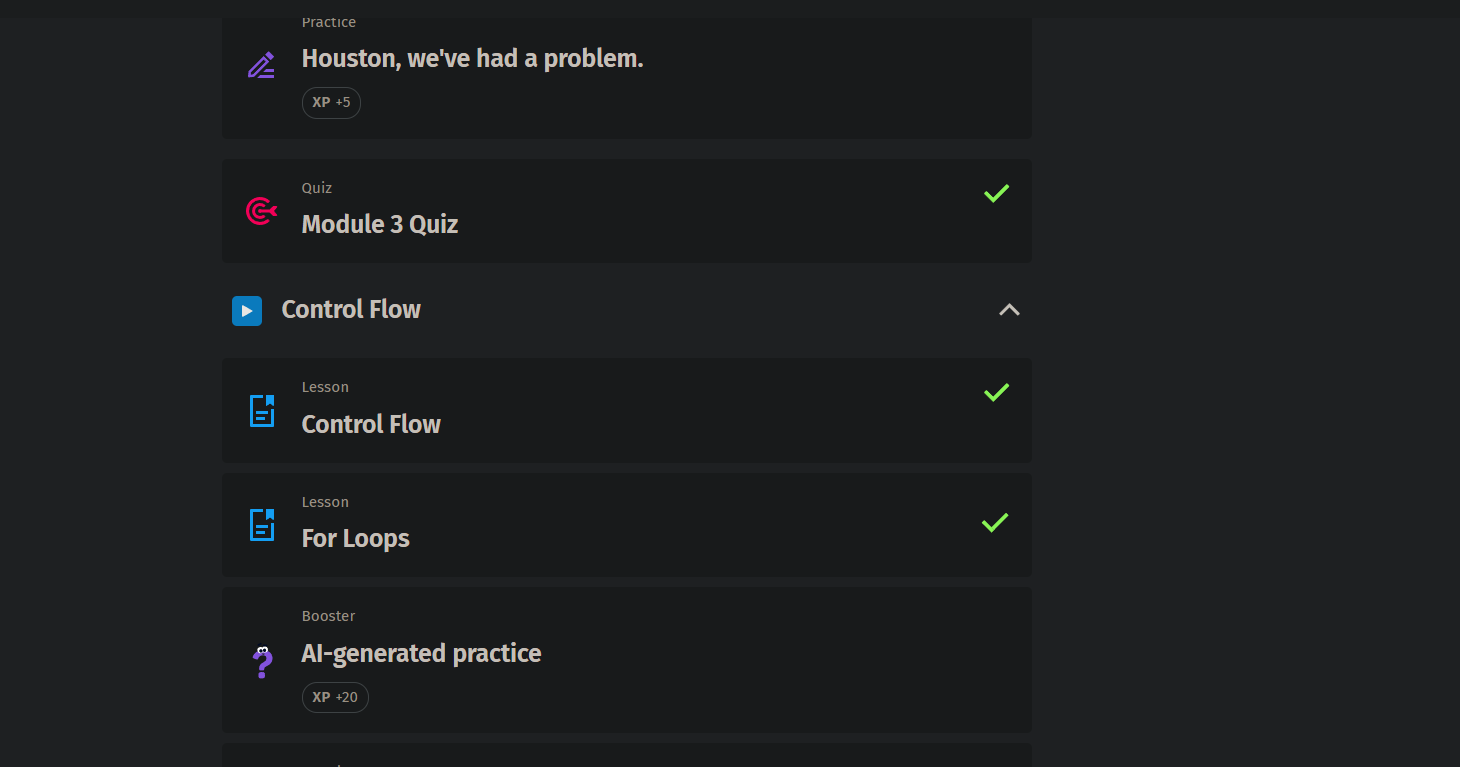 Practice
Houston, we've had a problem.
XP +5
Quiz
Module 3 Quiz
Control Flow
Lesson
Control Flow
Lesson
For Loops
Booster
AI-generated practice
XP +20